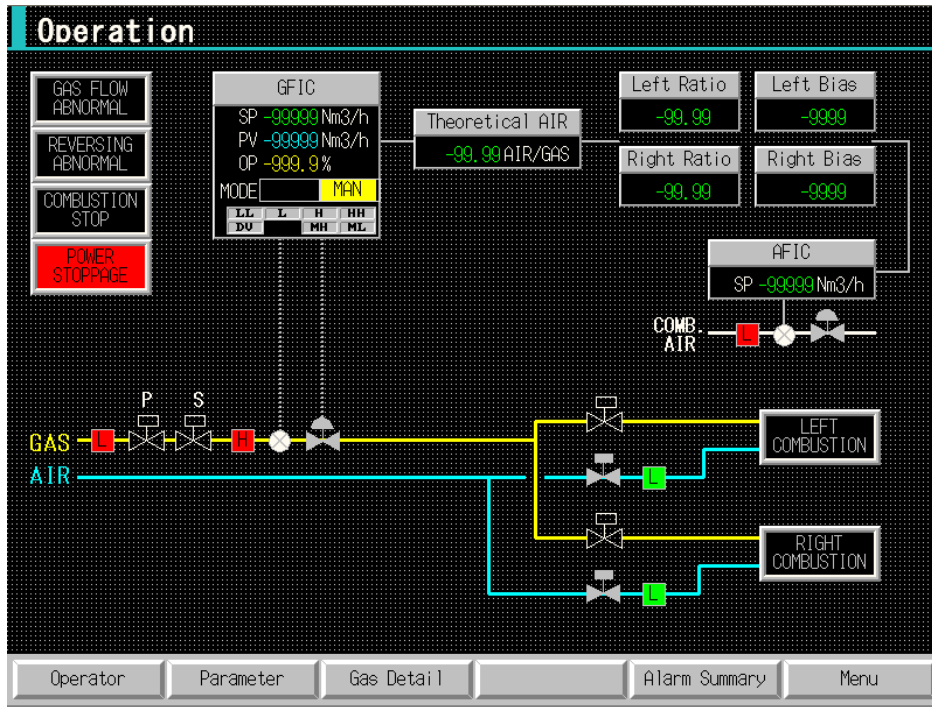 Operation
GAS FLOW
ABNORMAL
REVERSING
ABNORMAL
COMBUSTION
STOP
POWER
STOPPAGE
GFIC
SP -99999 Nm3/h
PV -99999 Nm3/h
OP -999.9 %
MODE MAN
LL L H HH
DV MH ML
Theoretical AIR
-99.99 AIR/GAS
Left Ratio
-99.99
Left Bias
-9999
Right Ratio
-99.99
Right Bias
-9999
AFIC
SP -99999 Nm3/h
COMB.
AIR
L
P S
GAS L H
AIR
LEFT
COMBUSTION
L
RIGHT
COMBUSTION
L
Operator Parameter Gas Detail Alarm Summary Menu